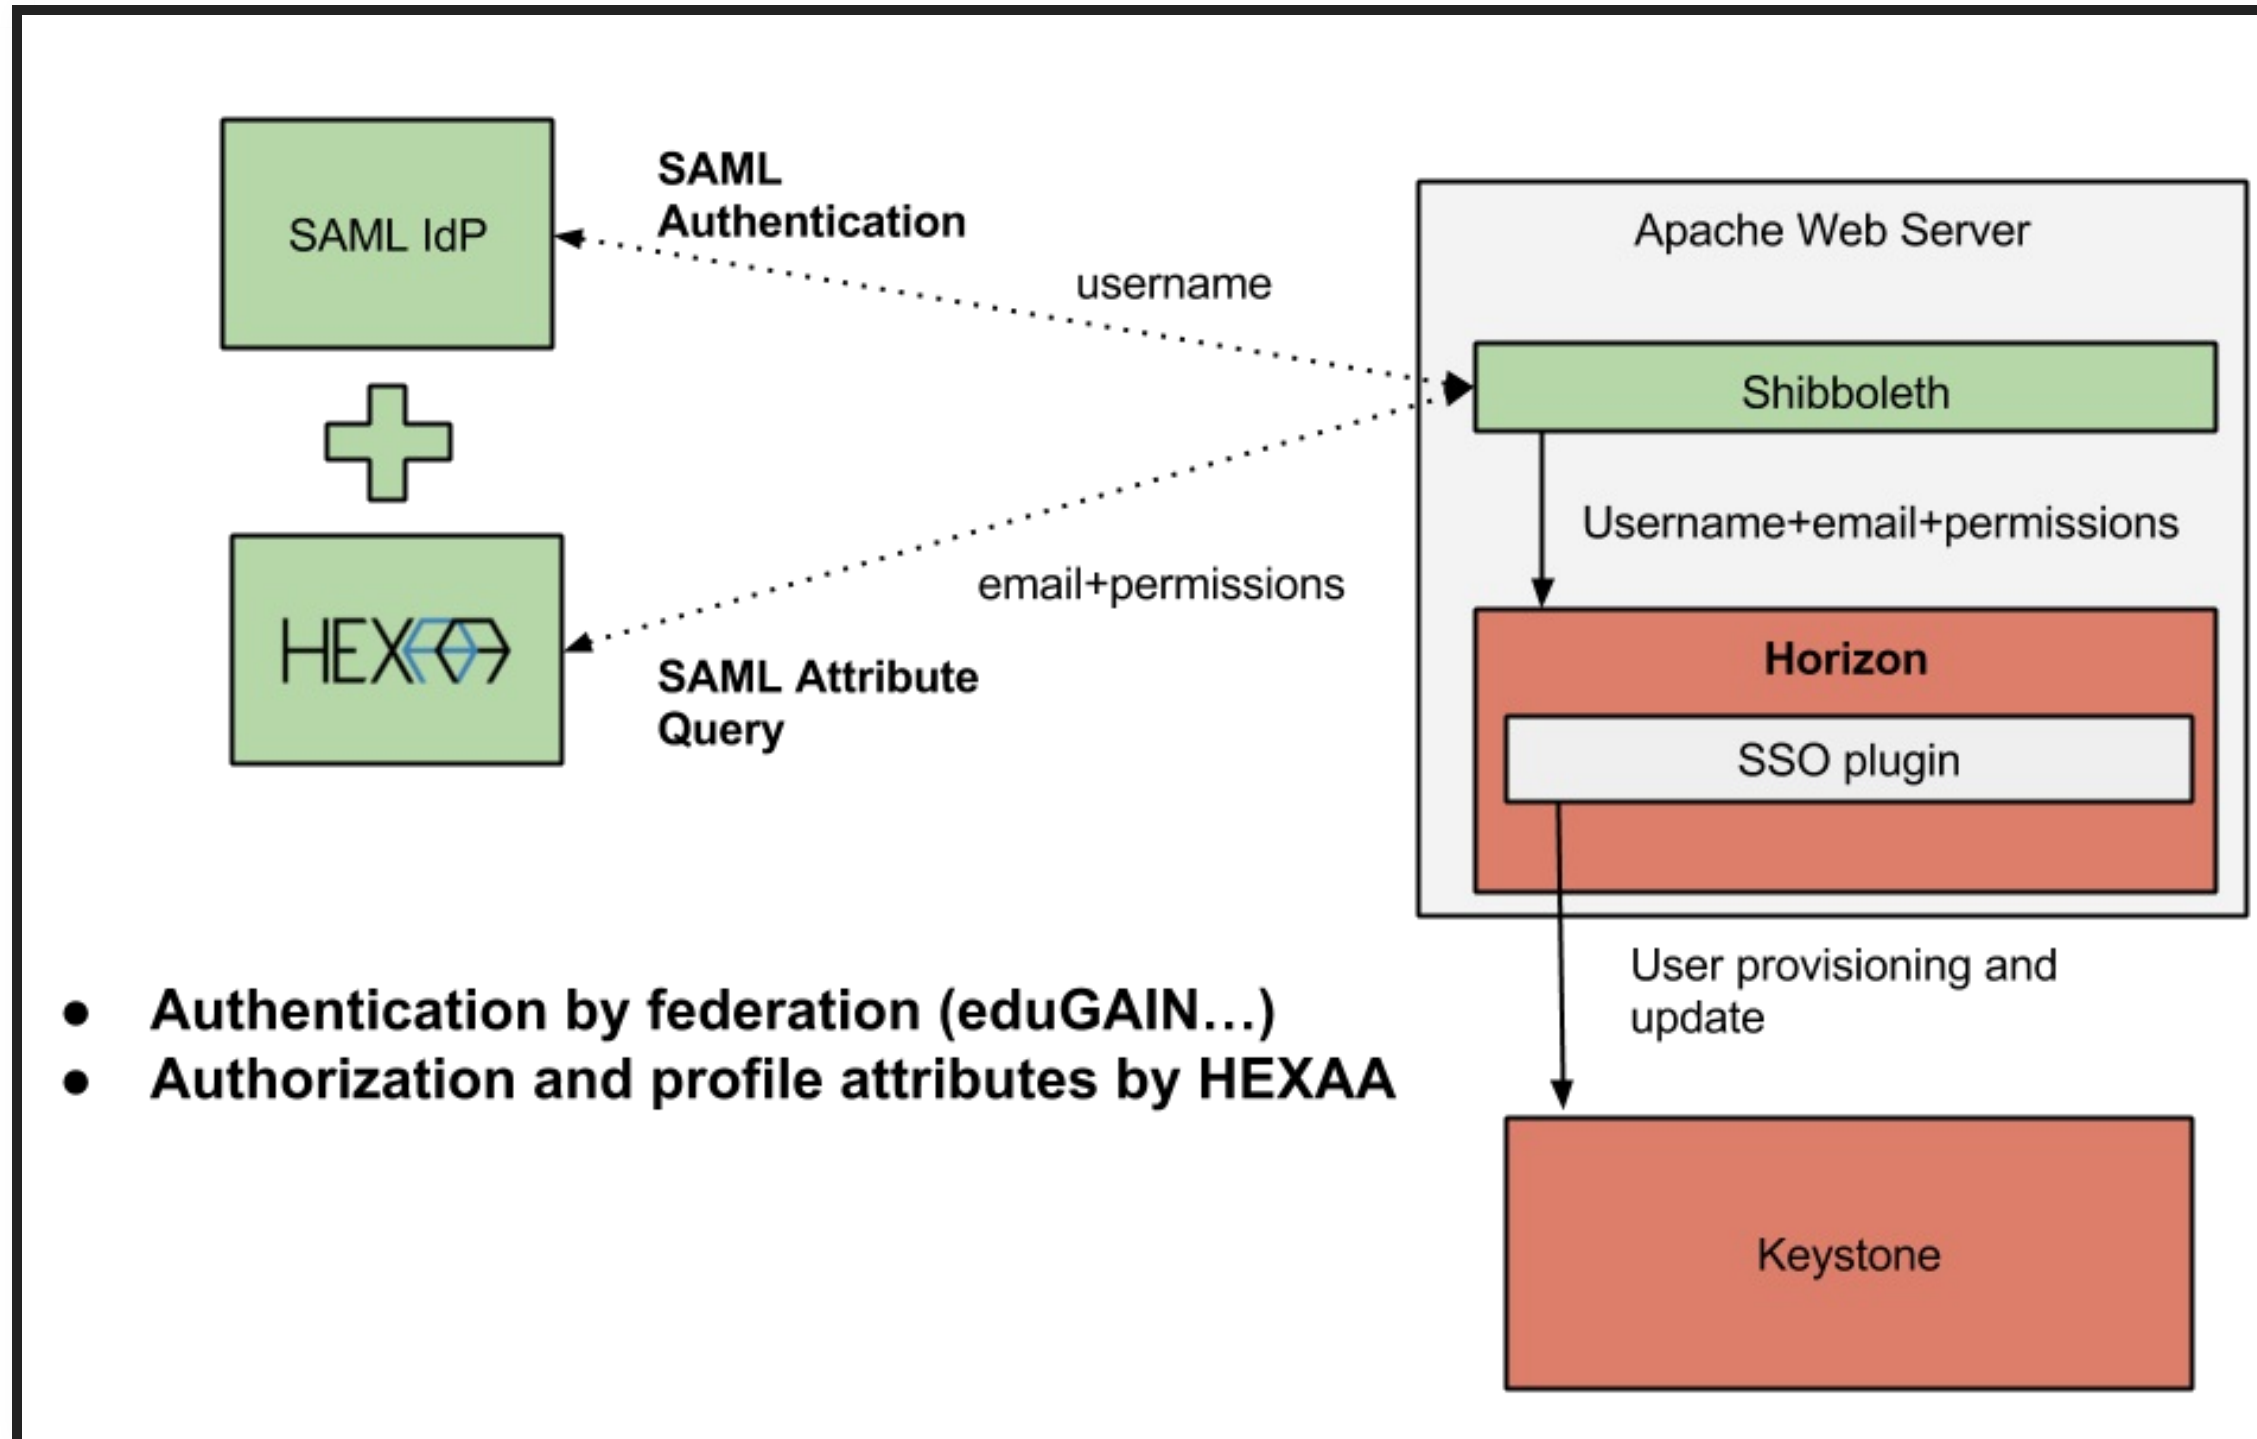 SAML IdP
SAML
Authentication
username
Apache Web Server
Shibboleth
Username+email+permissions
email+permissions
HEXAA
SAML Attribute
Query
Horizon
SSO plugin
User provisioning and
update
● Authentication by federation (eduGAIN...)
● Authorization and profile attributes by HEXAA
Keystone